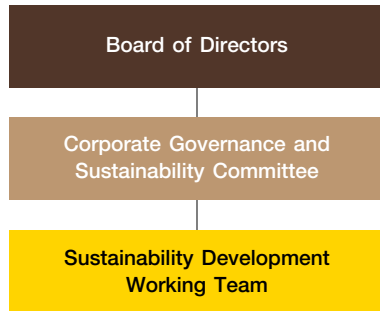 Board of Directors
Corporate Governance and
Sustainability Committee
Sustainability Development
Working Team